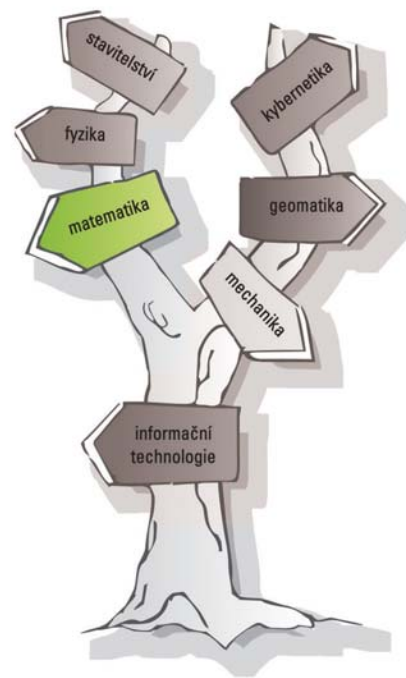 stavitelství
kybernetika
fyzika
matematika
geomatika
mechanika
informační
technologie